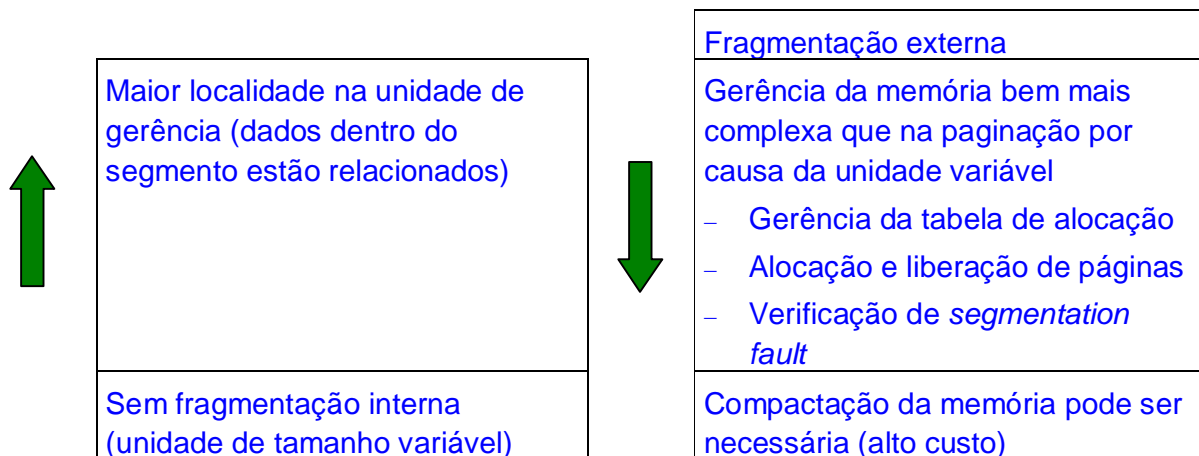 Maior localidade na unidade de
gerência (dados dentro do
segmento estão relacionados)
Sem fragmentação interna
(unidade de tamanho variável)
Fragmentação externa
Gerência da memória bem mais
complexa que na paginação por
causa da unidade variável
– Gerência da tabela de alocação
– Alocação e liberação de páginas
– Verificação de segmentation
fault
Compactação da memória pode ser
necessária (alto custo)